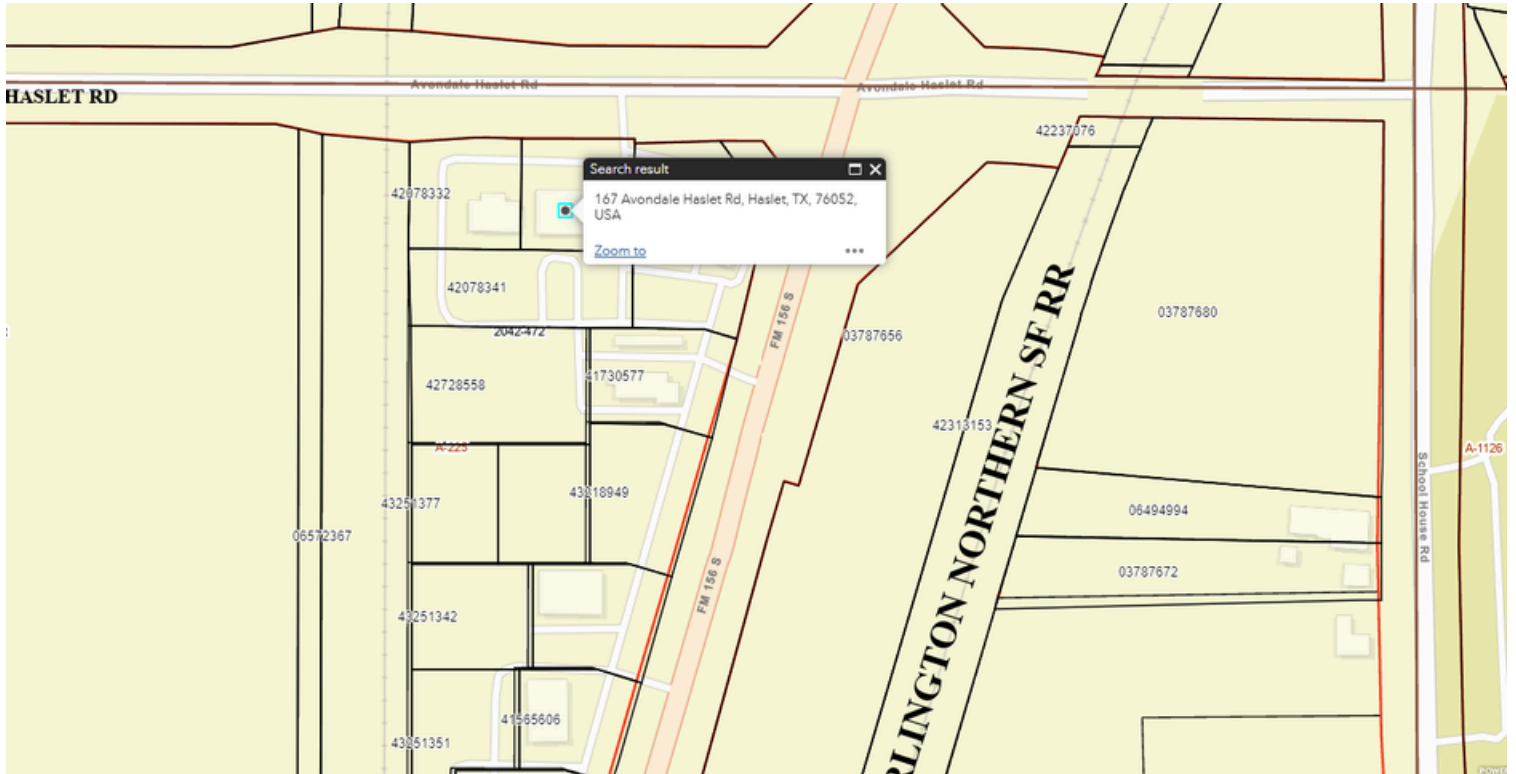 Avondale Haslet Rd
Avondale Haslet Rd
HASLET RD
42237076
Search result
167 Avondale Haslet Rd, Haslet, TX, 76052,
USA
Zoom to
42078332
42078341
2042-472
03787656
03787680
FM 156 S
42728558
41730577
42313153
A-225
A-1126
43251377
43218949
06494994
School House Rd
06572367
BURLINGTON NORTHERN SF RR
03787672
FM 156 S
43251342
41565606
43251351